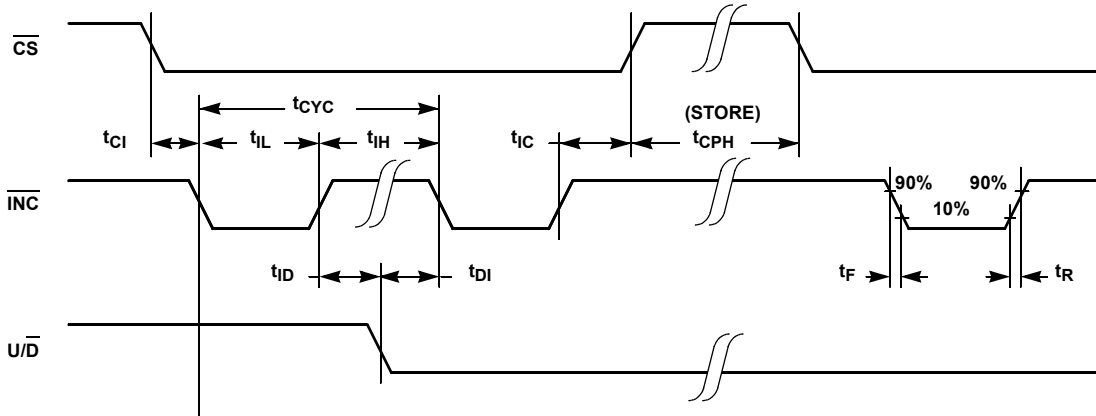 CS
tCYC
(STORE)
tCI
tIL
tIH
tIC
tCPH
INC
90%
90%
10%
tID
tDI
tF
tR
U/D